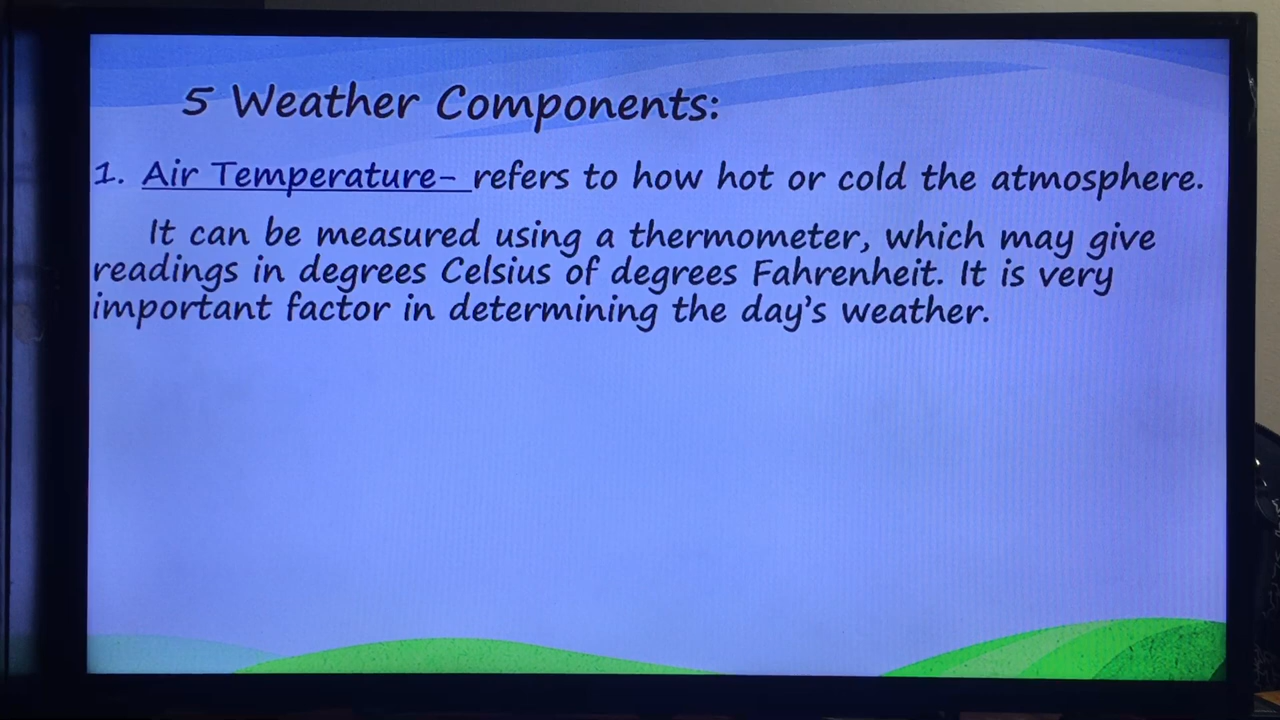 5 Weather Components:
1. Air Temperature- refers to how hot or cold the atmosphere.
It can be measured using a thermometer, which may give
readings in degrees Celsius of degrees Fahrenheit. It is very
important factor in determining the day's weather.